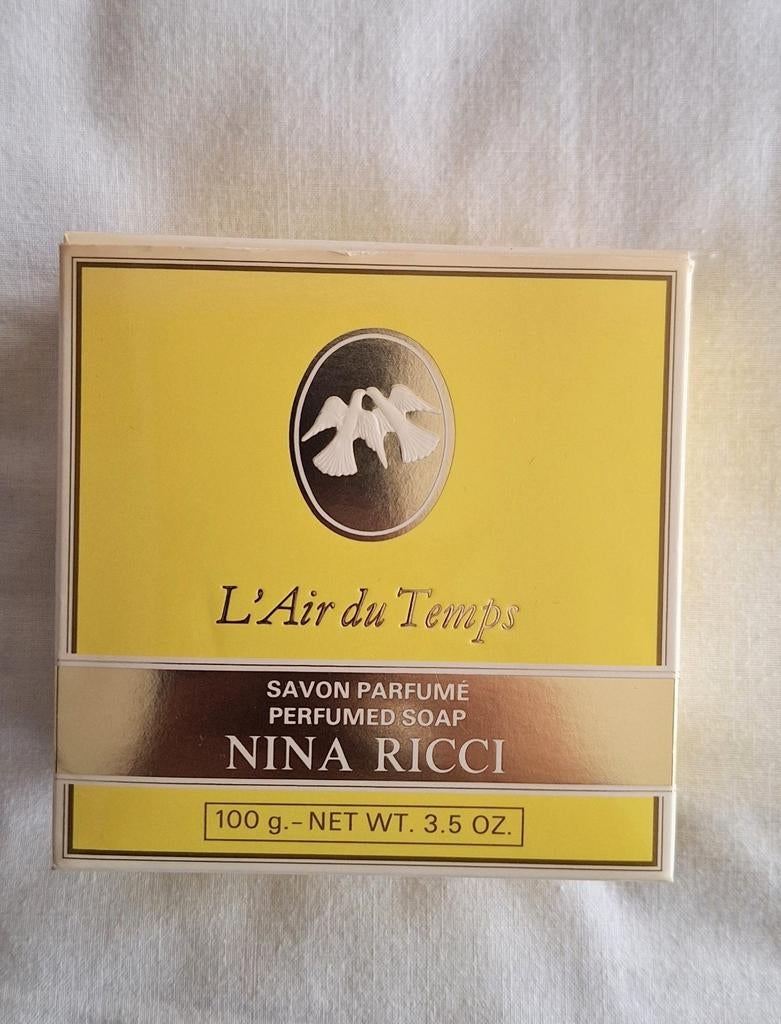 L'Air du Temps
SAVON PARFUMÉ
PERFUMED SOAP
NINA RICCI
100 g.- NET WT. 3.5 OZ.